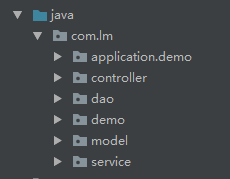 java
com.lm
application.demo
controller
dao
demo
model
service